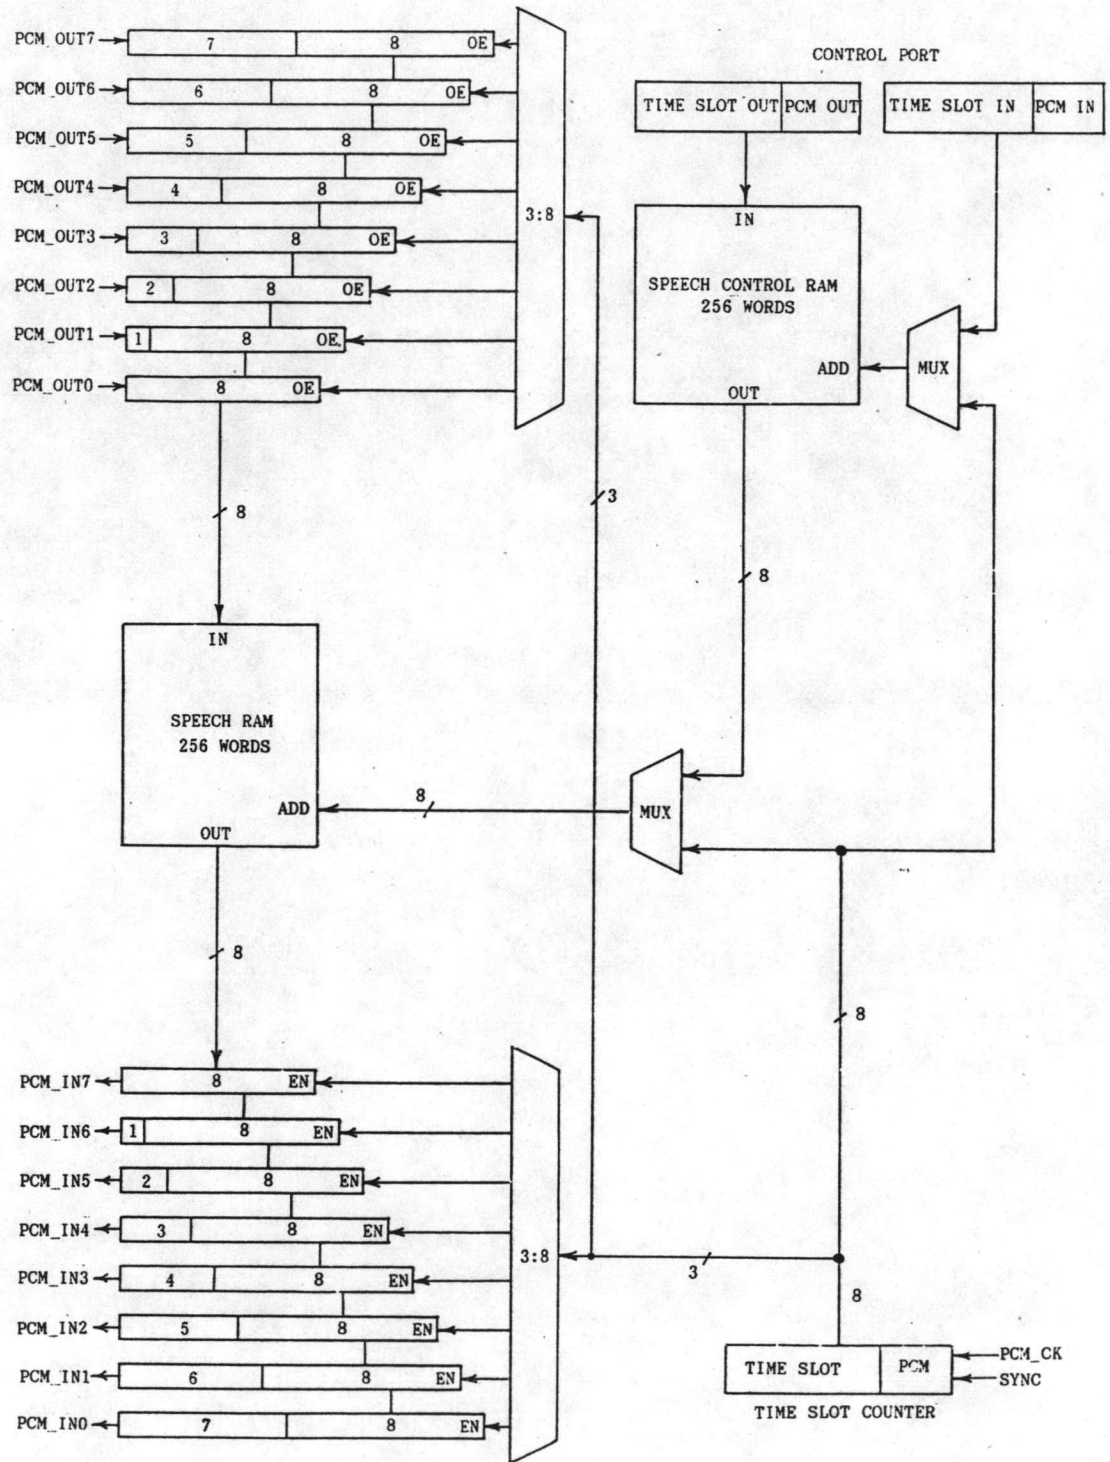 PCM_OUT7 7 8 OE
PCM_OUT6 6 8 OE
PCM_OUT5 5 8 OE
PCM_OUT4 4 8 OE
PCM_OUT3 3 8 OE
PCM_OUT2 2 8 OE
PCM_OUT1 1 8 OE
PCM_OUT0 8 OE
3:8
CONTROL PORT
TIME SLOT OUT PCM OUT
TIME SLOT IN PCM IN
IN
SPEECH CONTROL RAM
256 WORDS
ADD
OUT
MUX
8
3
8
IN
SPEECH RAM
256 WORDS
ADD
OUT
8
MUX
8
8
PCM_IN7 8 EN
PCM_IN6 1 8 EN
PCM_IN5 2 8 EN
PCM_IN4 3 8 EN
PCM_IN3 4 8 EN
PCM_IN2 5 8 EN
PCM_IN1 6 8 EN
PCM_IN0 7 8 EN
3:8
3
8
TIME SLOT PCM
PCM_CK
SYNC
TIME SLOT COUNTER